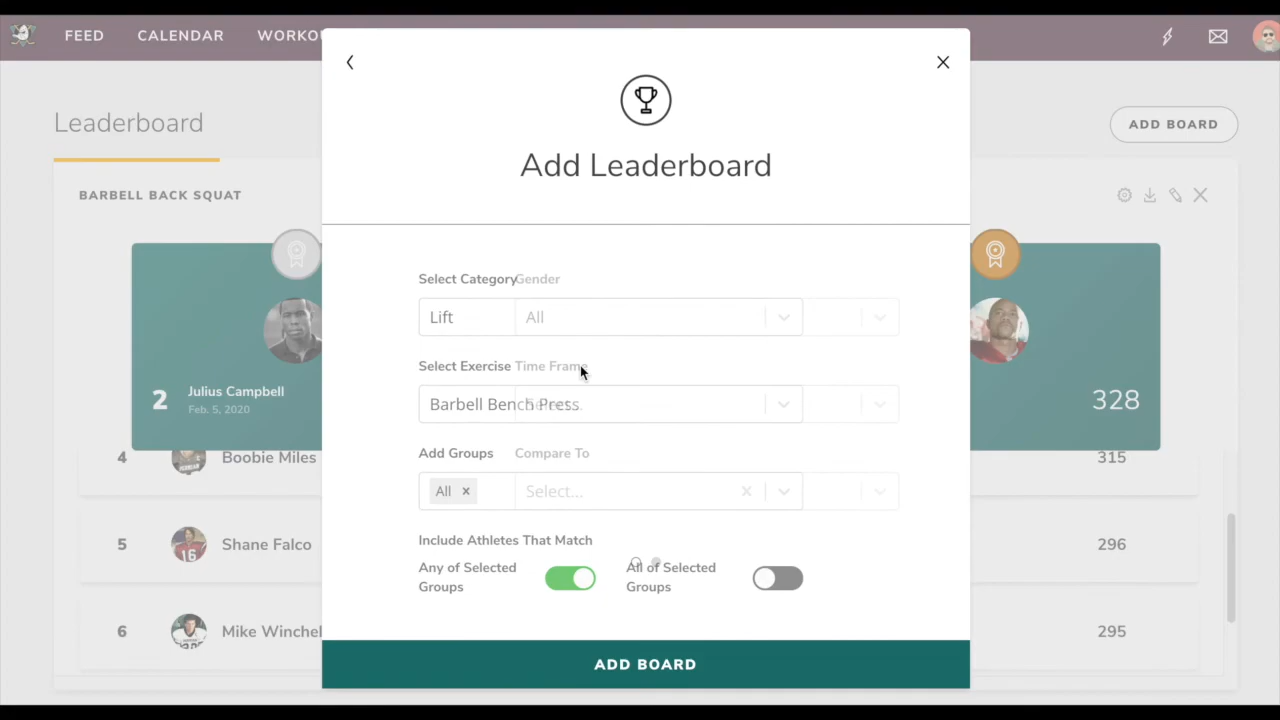 FEED CALENDAR WORKOU
Leaderboard
ADD BOARD
Add Leaderboard
BARBELL BACK SQUAT
Select Category Gender
Lift All
Select Exercise Time Frame
Barbell Bench Press Select...
2 Julius Campbell
Feb. 5, 2020
328
Add Groups Compare To
4 Boobie Miles 315
All Select...
Include Athletes That Match
5 Shane Falco 296
Any of Selected
Groups
All of Selected
Groups
6 Mike Winchel 295
ADD BOARD